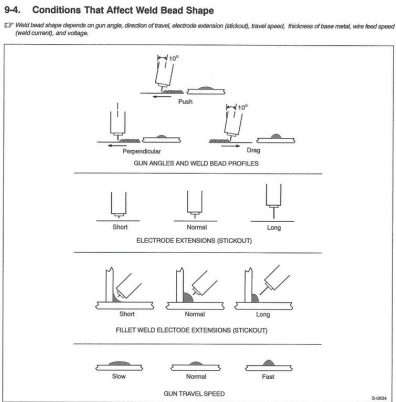 9-4. Conditions That Affect Weld Bead Shape
☞ Weld bead shape depends on gun angle, direction of travel, electrode extension (stickout), travel speed, thickness of base metal, wire feed speed
(weld current), and voltage.
10°
Push
10°
Perpendicular
Drag
GUN ANGLES AND WELD BEAD PROFILES
Short Normal Long
ELECTRODE EXTENSIONS (STICKOUT)
Short Normal Long
FILLET WELD ELECTODE EXTENSIONS (STICKOUT)
Slow Normal Fast
GUN TRAVEL SPEED
S-0634